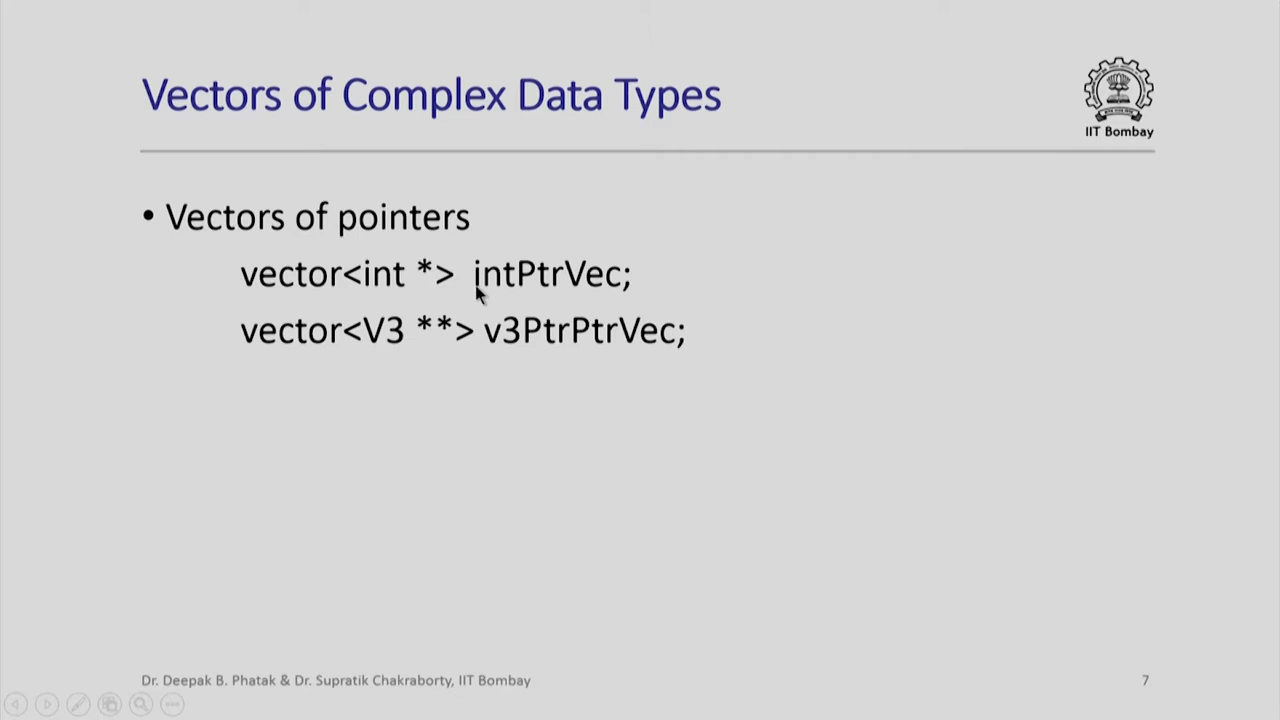 Vectors of Complex Data Types
IIT Bombay
• Vectors of pointers
vector<int *> intPtrVec;
vector<V3 **> v3PtrPtrVec;
Dr. Deepak B. Phatak & Dr. Supratik Chakraborty, IIT Bombay
7